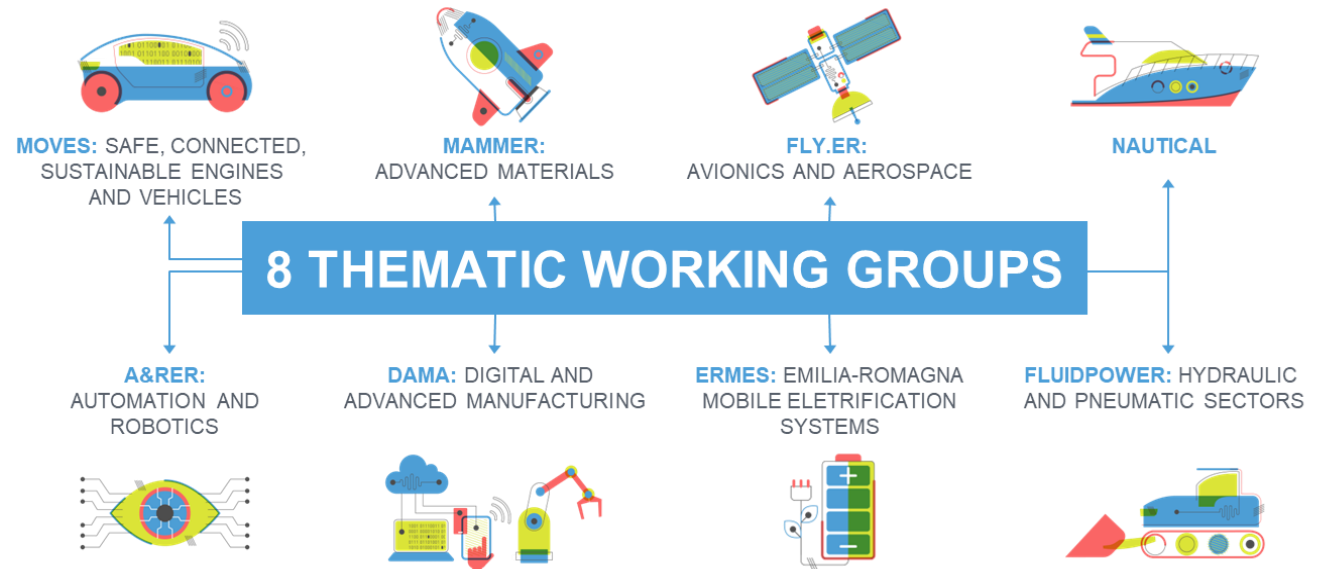 MOVES: SAFE, CONNECTED,
SUSTAINABLE ENGINES
AND VEHICLES
MAMMER:
ADVANCED MATERIALS
FLY.ER:
AVIONICS AND AEROSPACE
NAUTICAL
8 THEMATIC WORKING GROUPS
A&RER:
AUTOMATION AND
ROBOTICS
DAMA: DIGITAL AND
ADVANCED MANUFACTURING
ERMES: EMILIA-ROMAGNA
MOBILE ELETRIFICATION
SYSTEMS
FLUIDPOWER: HYDRAULIC
AND PNEUMATIC SECTORS